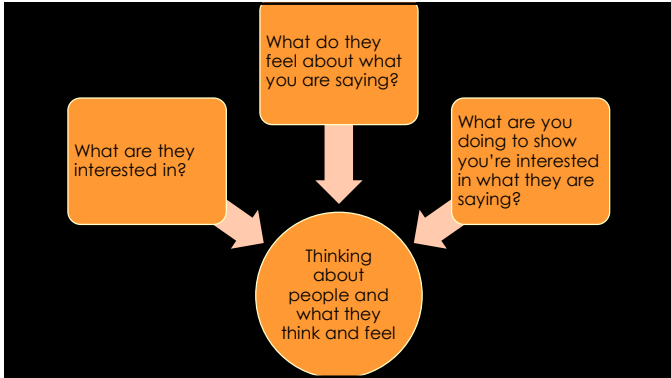 What do they
feel about what
you are saying?
What are they
interested in?
What are you
doing to show
you're interested
in what they are
saying?
Thinking
about
people and
what they
think and feel